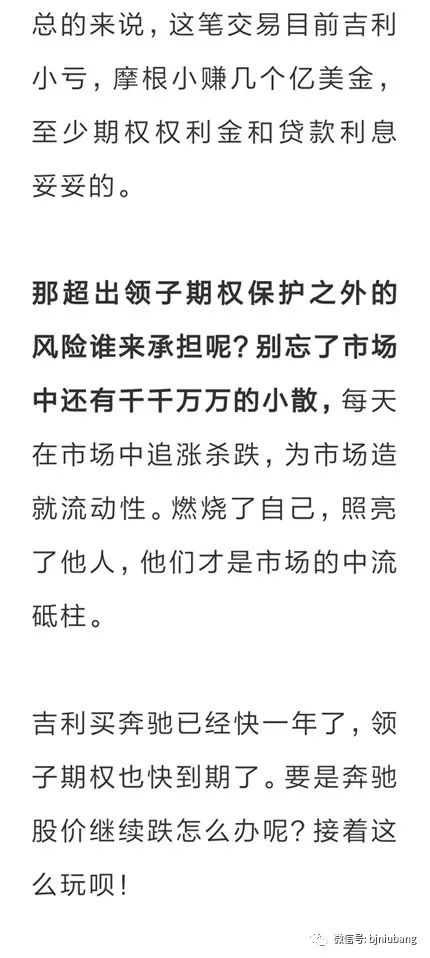 总的来说，这笔交易目前吉利
小亏，摩根小赚几个亿美金，
至少期权权利金和贷款利息
妥妥的。
那超出领子期权保护之外的
风险谁来承担呢？别忘了市场
中还有千千万万的小散，每天
在市场中追涨杀跌，为市场造
就流动性。燃烧了自己，照亮
了他人，他们才是市场的中流
砥柱。
吉利买奔驰已经快一年了，领
子期权也快到期了。要是奔驰
股价继续跌怎么办呢？接着这
么玩呗！
微信号: bjniubang